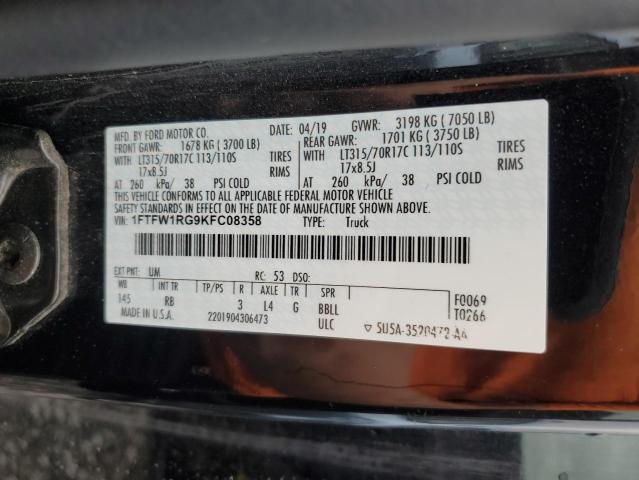 MFD. BY FORD MOTOR CO. 04/19 GVWR: 3198 KG ( 7050 LB)
FRONT GAWR: 1678 KG ( 3700 LB) REAR GAWR: 1701 KG ( 3750 LB)
WITH LT315/70R17C 113/110S TIRES WITH LT315/70R17C 113/110S TIRES
17x8.5J RIMS 17x8.5J RIMS
AT 260 kPa/ 38 PSI COLD AT 260 kPa/ 38 PSI COLD
THIS VEHICLE CONFORMS TO ALL APPLICABLE FEDERAL MOTOR VEHICLE
SAFETY STANDARDS IN EFFECT ON THE DATE OF MANUFACTURE SHOWN ABOVE.
VIN: 1FTFW1RG9KFC08358 TYPE: Truck
EXT PNT: UM RC: 53 DSO:
WB INT TR TP/PS R AXLE TR SPR F0069
145 RB 3 L4 G BBLL T0266
MADE IN U.S.A. 2201904306473 ULC